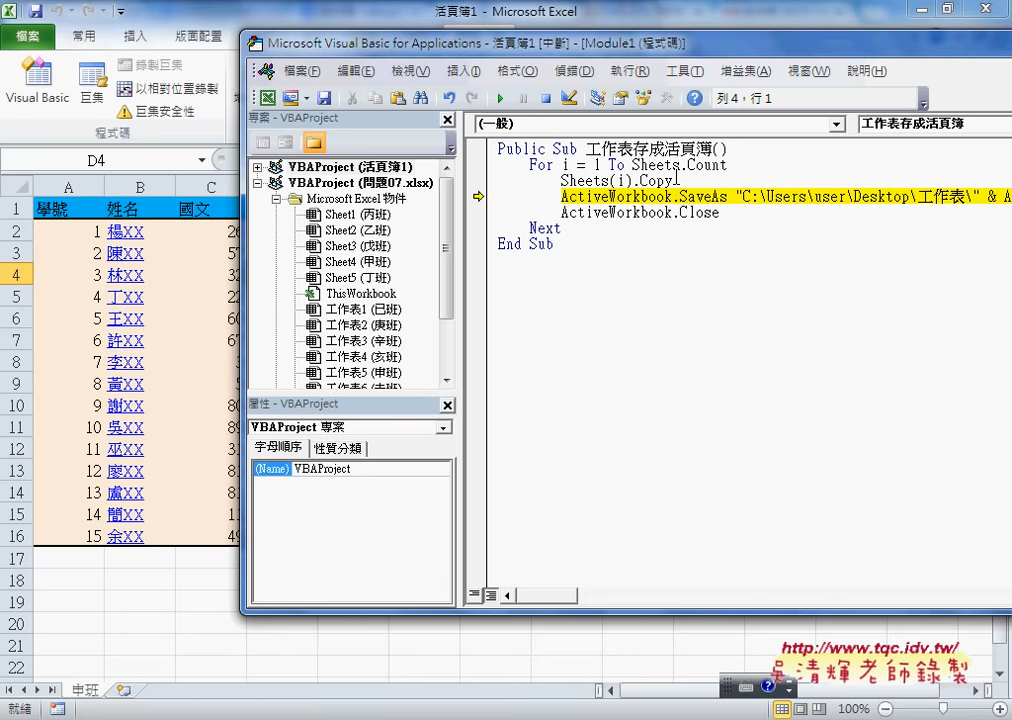 活頁簿1 - Microsoft Excel
檔案 常用 插入 版面配置
Visual Basic 巨集 錄製巨集
以相對位置錄製
巨集安全性
程式碼
D4
A B C
1 學號 姓名 國文
2 1 楊XX 26
3 2 陳XX 57
4 3 林XX 32
5 4 丁XX 22
6 5 王XX 60
7 6 許XX 67
8 7 李XX
9 8 黃XX
10 9 謝XX 80
11 10 吳XX 89
12 11 巫XX 31
13 12 廖XX 81
14 13 盧XX 81
15 14 簡XX 11
16 15 余XX 49
17
18
19
20
21
22
申班
就緒
100%
Microsoft Visual Basic for Applications - 活頁簿1 [中斷] - [Module1 (程式碼)]
檔案(F) 編輯(E) 檢視(V) 插入(I) 格式(O) 偵錯(D) 執行(R) 工具(T) 增益集(A) 視窗(W) 說明(H)
列 4，行 1
專案 - VBAProject
VBAProject (活頁簿1)
VBAProject (問題07.xlsx)
Microsoft Excel 物件
Sheet1 (丙班)
Sheet2 (乙班)
Sheet3 (戊班)
Sheet4 (甲班)
Sheet5 (丁班)
ThisWorkbook
工作表1 (已班)
工作表2 (庚班)
工作表3 (辛班)
工作表4 (亥班)
工作表5 (申班)
屬性 - VBAProject
VBAProject 專案
字母順序 性質分類
(Name) VBAProject
(一般) 工作表存成活頁簿
Public Sub 工作表存成活頁簿()
For i = 1 To Sheets.Count
Sheets(i).Copy
ActiveWorkbook.SaveAs "C:\Users\user\Desktop\工作表\" & A
ActiveWorkbook.Close
Next
End Sub
http://www.tqc.idv.tw/
吳清輝老師錄製